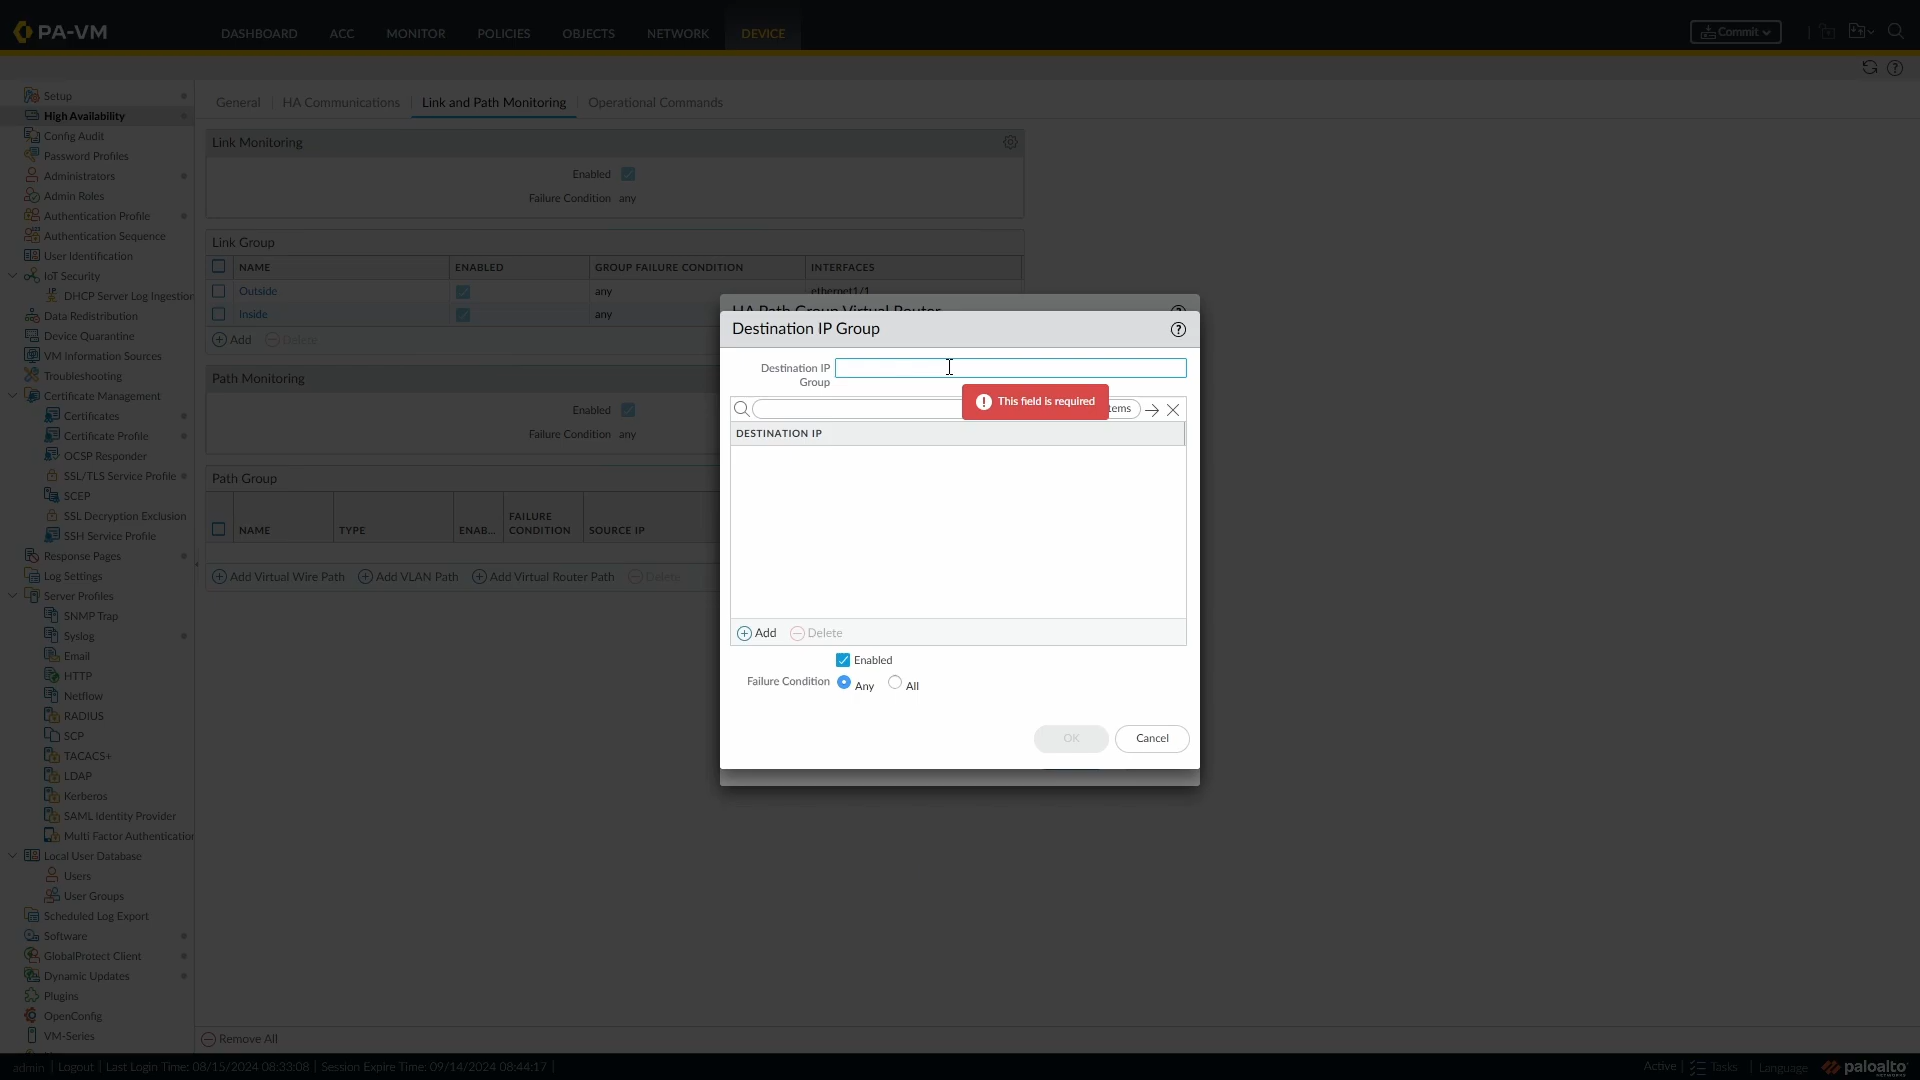 PA-VM
DASHBOARD
ACC
MONITOR
POLICIES
OBJECTS
NETWORK
DEVICE
Commit
Setup
High Availability
Config Audit
Password Profiles
Administrators
Admin Roles
Authentication Profile
Authentication Sequence
User Identification
IoT Security
DHCP Server Log Ingestion
Data Redistribution
Device Quarantine
VM Information Sources
Troubleshooting
Certificate Management
Certificates
Certificate Profile
OCSP Responder
SSL/TLS Service Profile
SCEP
SSL Decryption Exclusion
SSH Service Profile
Response Pages
Log Settings
Server Profiles
SNMP Trap
Syslog
Email
HTTP
Netflow
RADIUS
SCP
TACACS+
LDAP
Kerberos
SAML Identity Provider
Multi Factor Authentication
Local User Database
Users
User Groups
Scheduled Log Export
Software
GlobalProtect Client
Dynamic Updates
Plugins
OpenConfig
VM-Series
General
HA Communications
Link and Path Monitoring
Operational Commands
Link Monitoring
Enabled
Failure Condition any
Link Group
NAME ENABLED GROUP FAILURE CONDITION INTERFACES
Outside any ethernet1/1
Inside any
Add Delete
Path Monitoring
Enabled
Failure Condition any
Path Group
NAME TYPE ENAB... FAILURE CONDITION SOURCE IP
Add Virtual Wire Path Add VLAN Path Add Virtual Router Path Delete
HA Path Group Virtual Router
Destination IP Group
Destination IP
Group
This field is required
tems
DESTINATION IP
Add Delete
Enabled
Failure Condition Any All
OK Cancel
Remove All
admin | Logout | Last Login Time: 08/15/2024 08:33:08 | Session Expire Time: 09/14/2024 08:44:17 |
Active | Tasks | Language
paloalto
NETWORKS